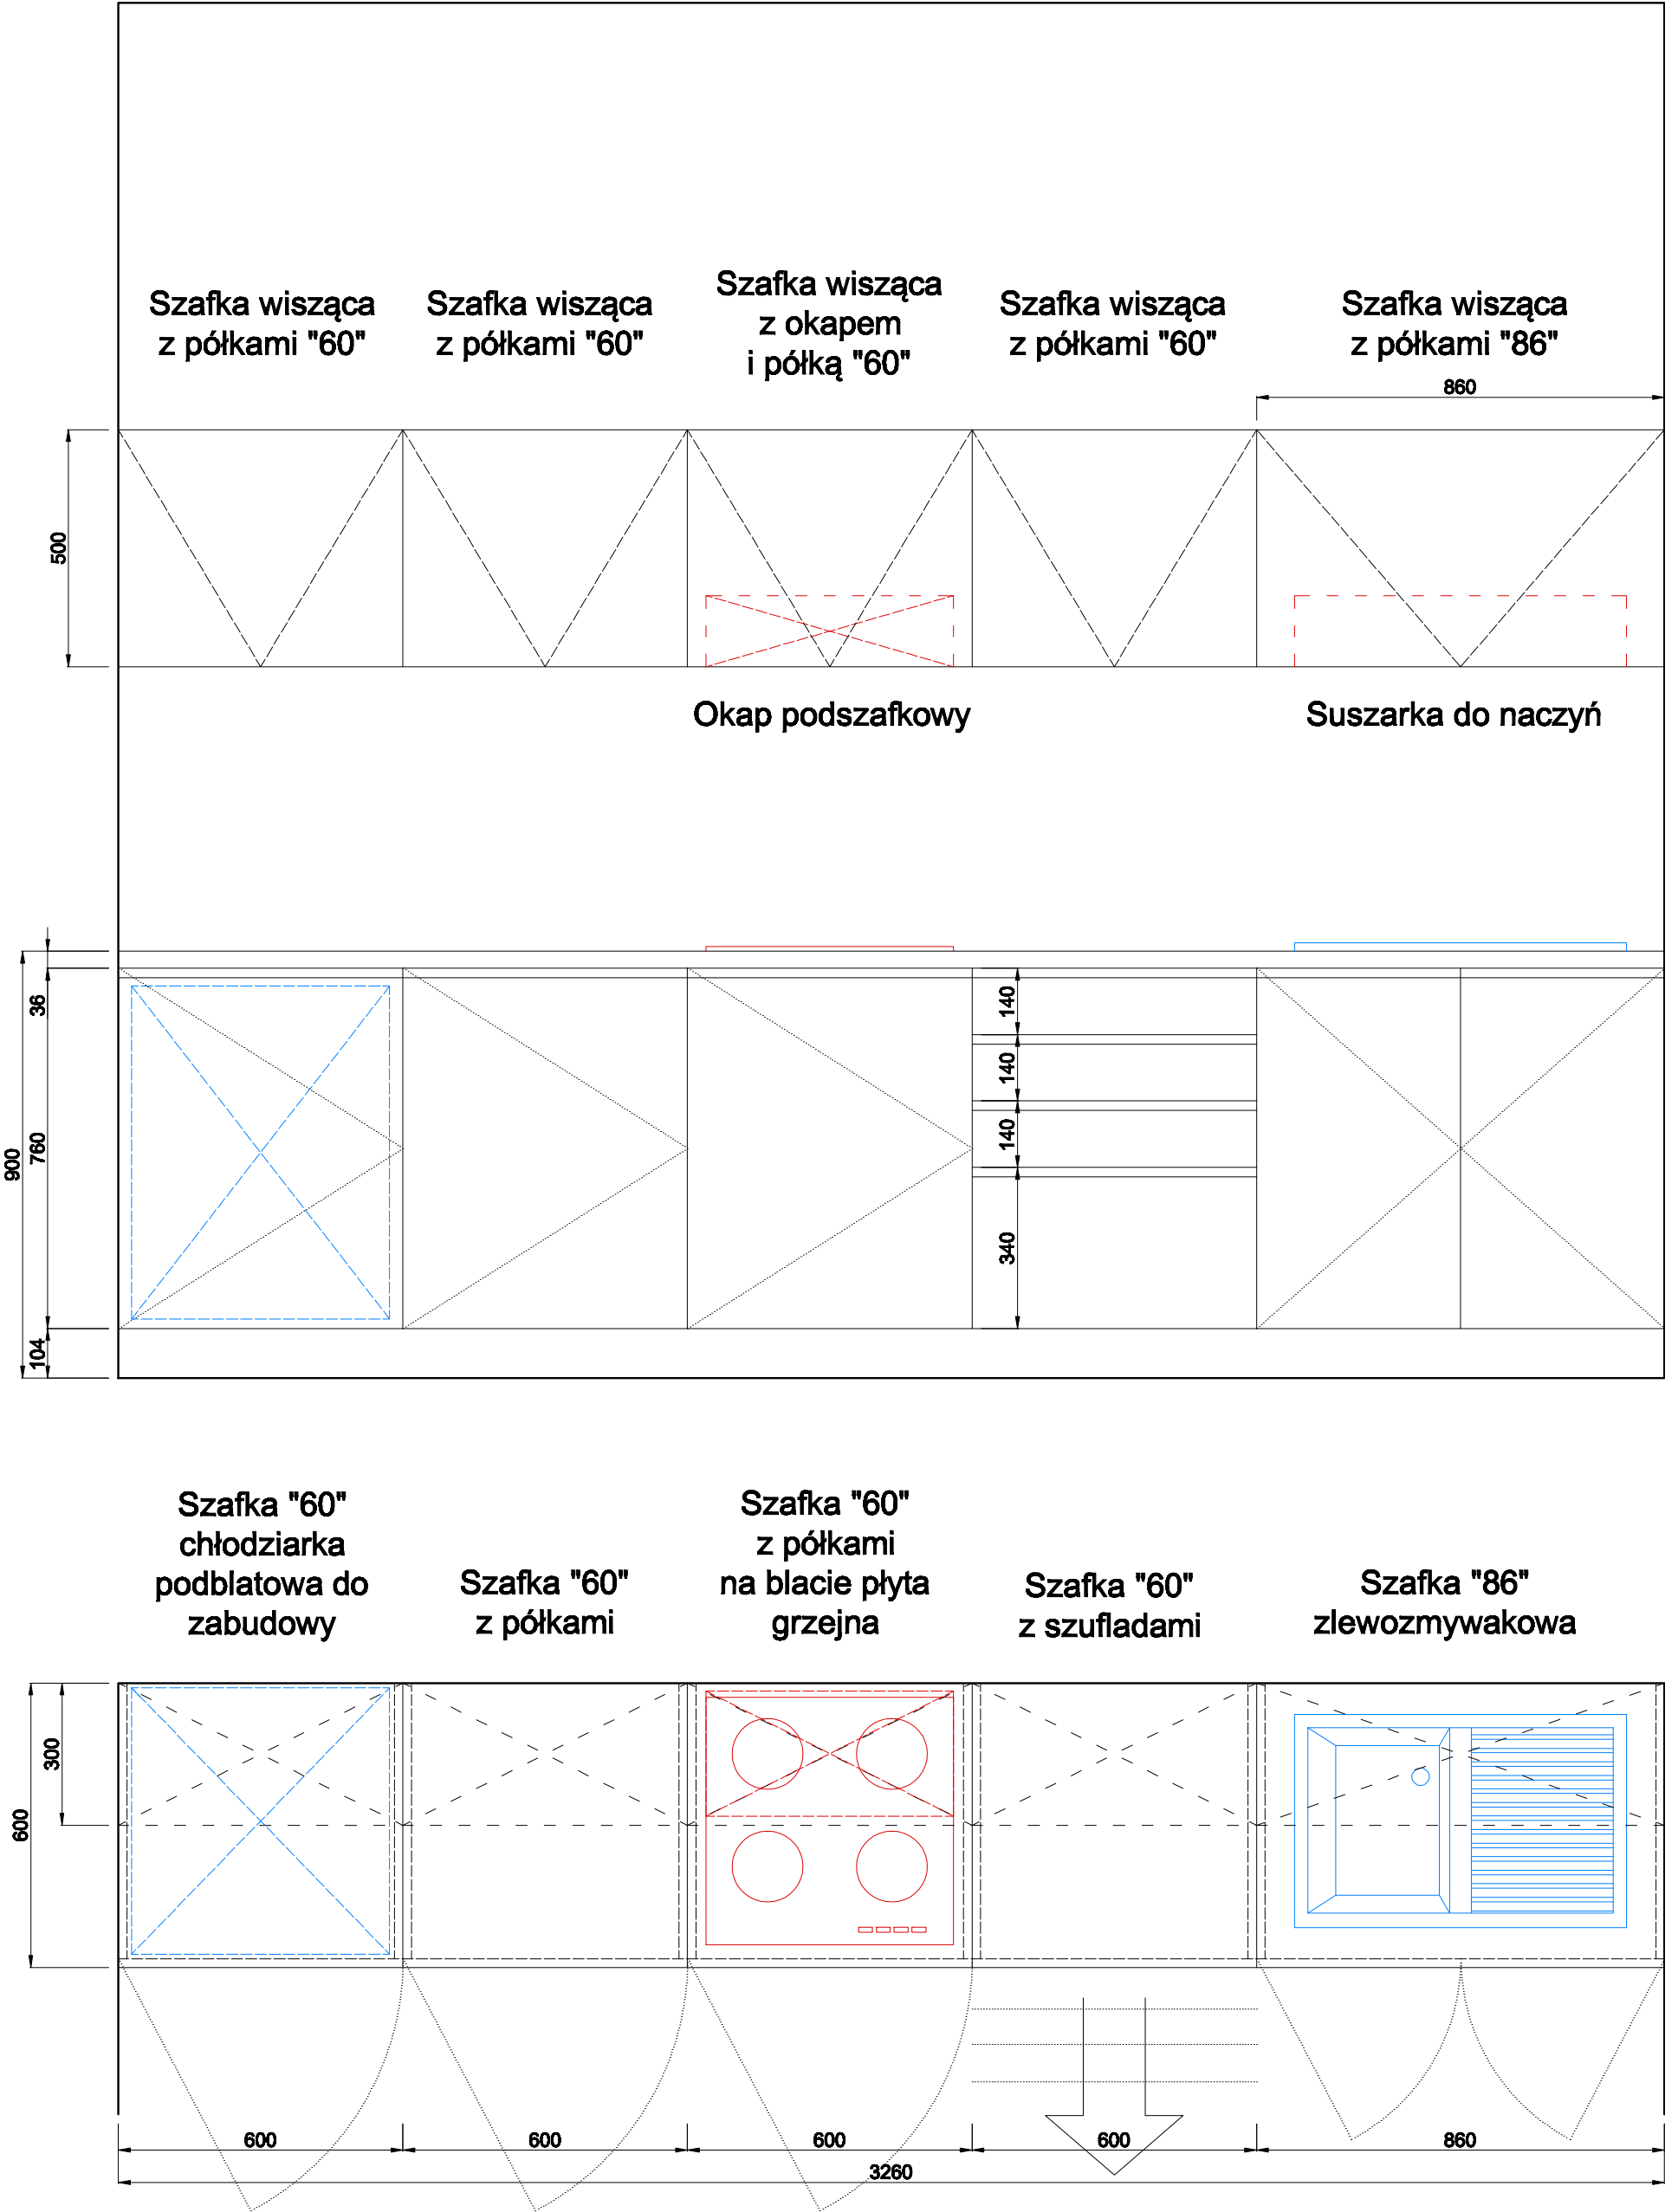 Szafka wisząca
z półkami "60"
Szafka wisząca
z półkami "60"
Szafka wisząca
z okapem
i półką "60"
Szafka wisząca
z półkami "60"
Szafka wisząca
z półkami "86"
860
500
Okap podszafkowy
Suszarka do naczyń
36
760
900
104
140
140
140
340
Szafka "60"
chłodziarka
podblatowa do
zabudowy
Szafka "60"
z półkami
Szafka "60"
z półkami
na blacie płyta
grzejna
Szafka "60"
z szufladami
Szafka "86"
zlewozmywakowa
300
600
600
600
600
600
860
3260